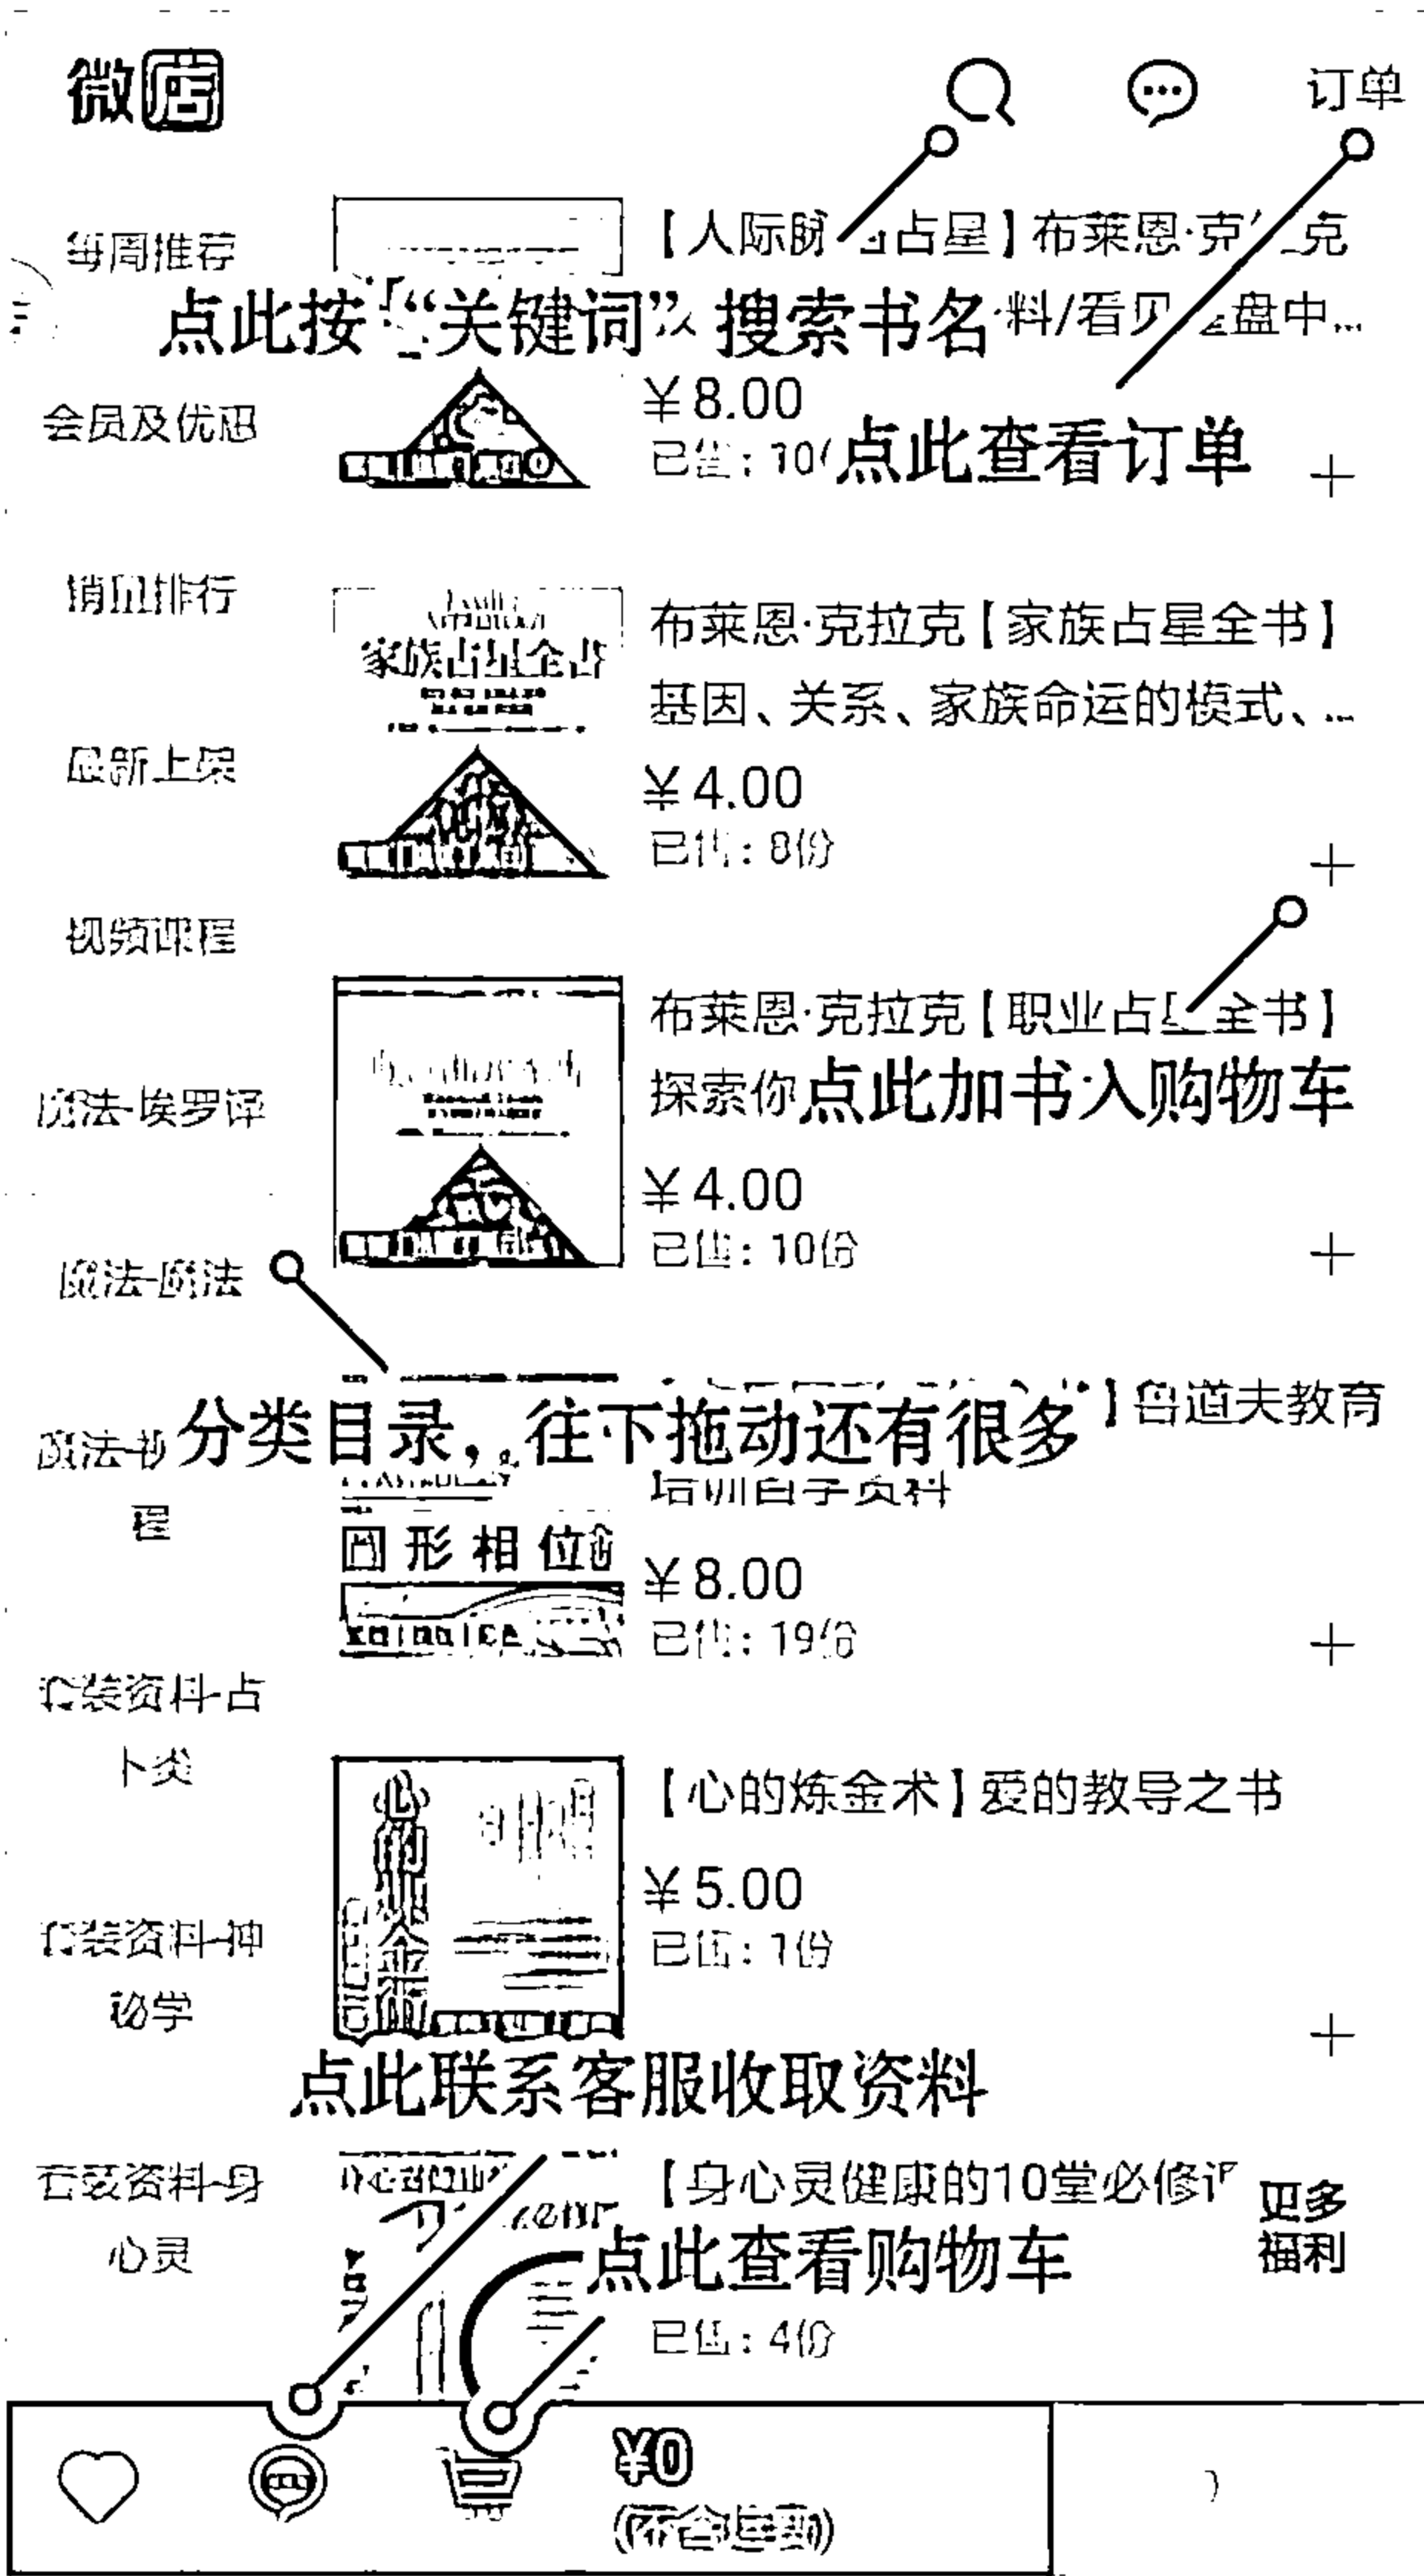 微店
订单
每周推荐
会员及优惠
销量排行
最新上架
视频课程
魔法-埃罗译
魔法-魔法
魔法-
程
套装资料-占
卜类
套装资料-神
秘学
套装资料-身
心灵
【人际 占星】布莱恩·克 克
料/看见 盘中...
点此按“关键词” 搜索书名
¥8.00
已售: 10
点此查看订单
家族占星全书
布莱恩·克拉克【家族占星全书】
基因、关系、家族命运的模式、...
¥4.00
已售: 8份
布莱恩·克拉克【职业占星全书】
探索你
点此加书入购物车
¥4.00
已售: 10份
分类目录, 往下拖动还有很多
】鲁道夫教育
培训自学资料
图形相位
¥8.00
已售: 19份
心的炼金術
【心的炼金术】爱的教导之书
¥5.00
已售: 1份
点此联系客服收取资料
【身心灵健康的10堂必修课
点此查看购物车
已售: 4份
更多
福利
¥0
(不含运费)